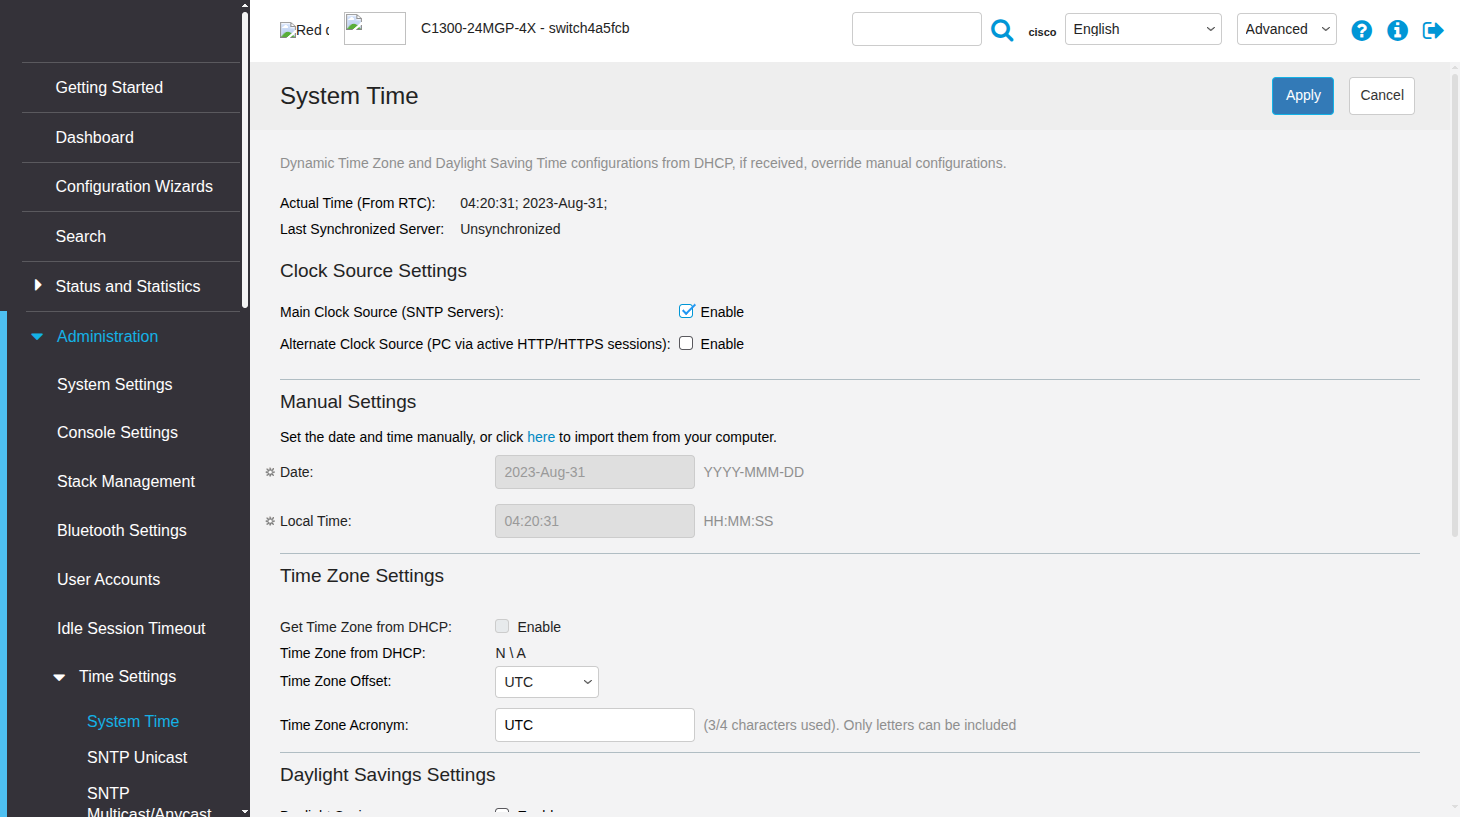 Red
C1300-24MGP-4X - switch4a5fcb
cisco
English
Advanced
Getting Started
Dashboard
Configuration Wizards
Search
Status and Statistics
Administration
System Settings
Console Settings
Stack Management
Bluetooth Settings
User Accounts
Idle Session Timeout
Time Settings
System Time
SNTP Unicast
SNTP
Multicast/Anycast
System Time
Apply
Cancel
Dynamic Time Zone and Daylight Saving Time configurations from DHCP, if received, override manual configurations.
Actual Time (From RTC): 04:20:31; 2023-Aug-31;
Last Synchronized Server: Unsynchronized
Clock Source Settings
Main Clock Source (SNTP Servers): Enable
Alternate Clock Source (PC via active HTTP/HTTPS sessions): Enable
Manual Settings
Set the date and time manually, or click here to import them from your computer.
Date: 2023-Aug-31 YYYY-MMM-DD
Local Time: 04:20:31 HH:MM:SS
Time Zone Settings
Get Time Zone from DHCP: Enable
Time Zone from DHCP: N \ A
Time Zone Offset: UTC
Time Zone Acronym: UTC (3/4 characters used). Only letters can be included
Daylight Savings Settings